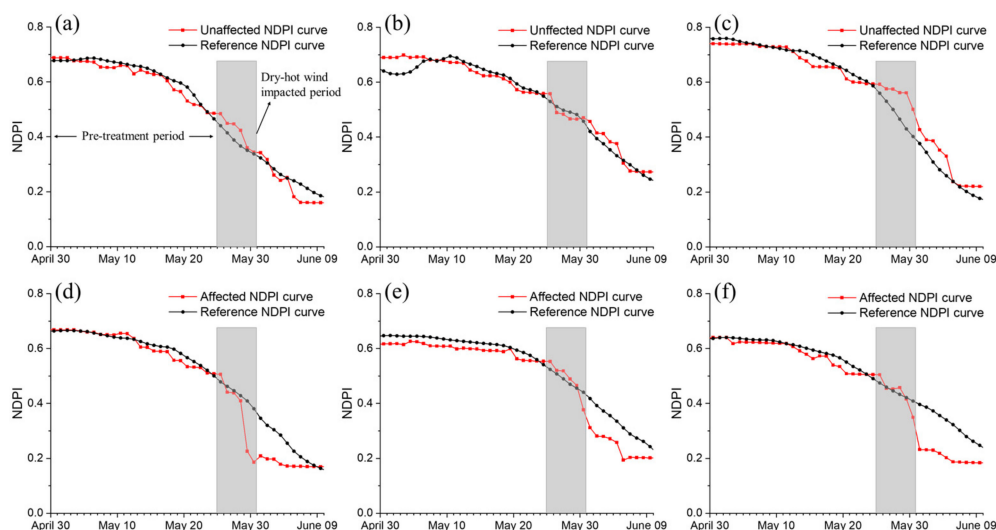 (a)
Unaffected NDPI curve
Reference NDPI curve
Dry-hot wind
impacted period
Pre-treatment period
NDPI
0.8
0.6
0.4
0.2
0.0
April 30 May 10 May 20 May 30 June 09
(b)
Unffected NDPI curve
Reference NDPI curve
NDPI
0.8
0.6
0.4
0.2
0.0
April 30 May 10 May 20 May 30 June 09
(c)
Unaffected NDPI curve
Reference NDPI curve
NDPI
0.8
0.6
0.4
0.2
0.0
April 30 May 10 May 20 May 30 June 09
(d)
Affected NDPI curve
Reference NDPI curve
NDPI
0.8
0.6
0.4
0.2
0.0
April 30 May 10 May 20 May 30 June 09
(e)
Affected NDPI curve
Reference NDPI curve
NDPI
0.8
0.6
0.4
0.2
0.0
April 30 May 10 May 20 May 30 June 09
(f)
Affected NDPI curve
Reference NDPI curve
NDPI
0.8
0.6
0.4
0.2
0.0
April 30 May 10 May 20 May 30 June 09